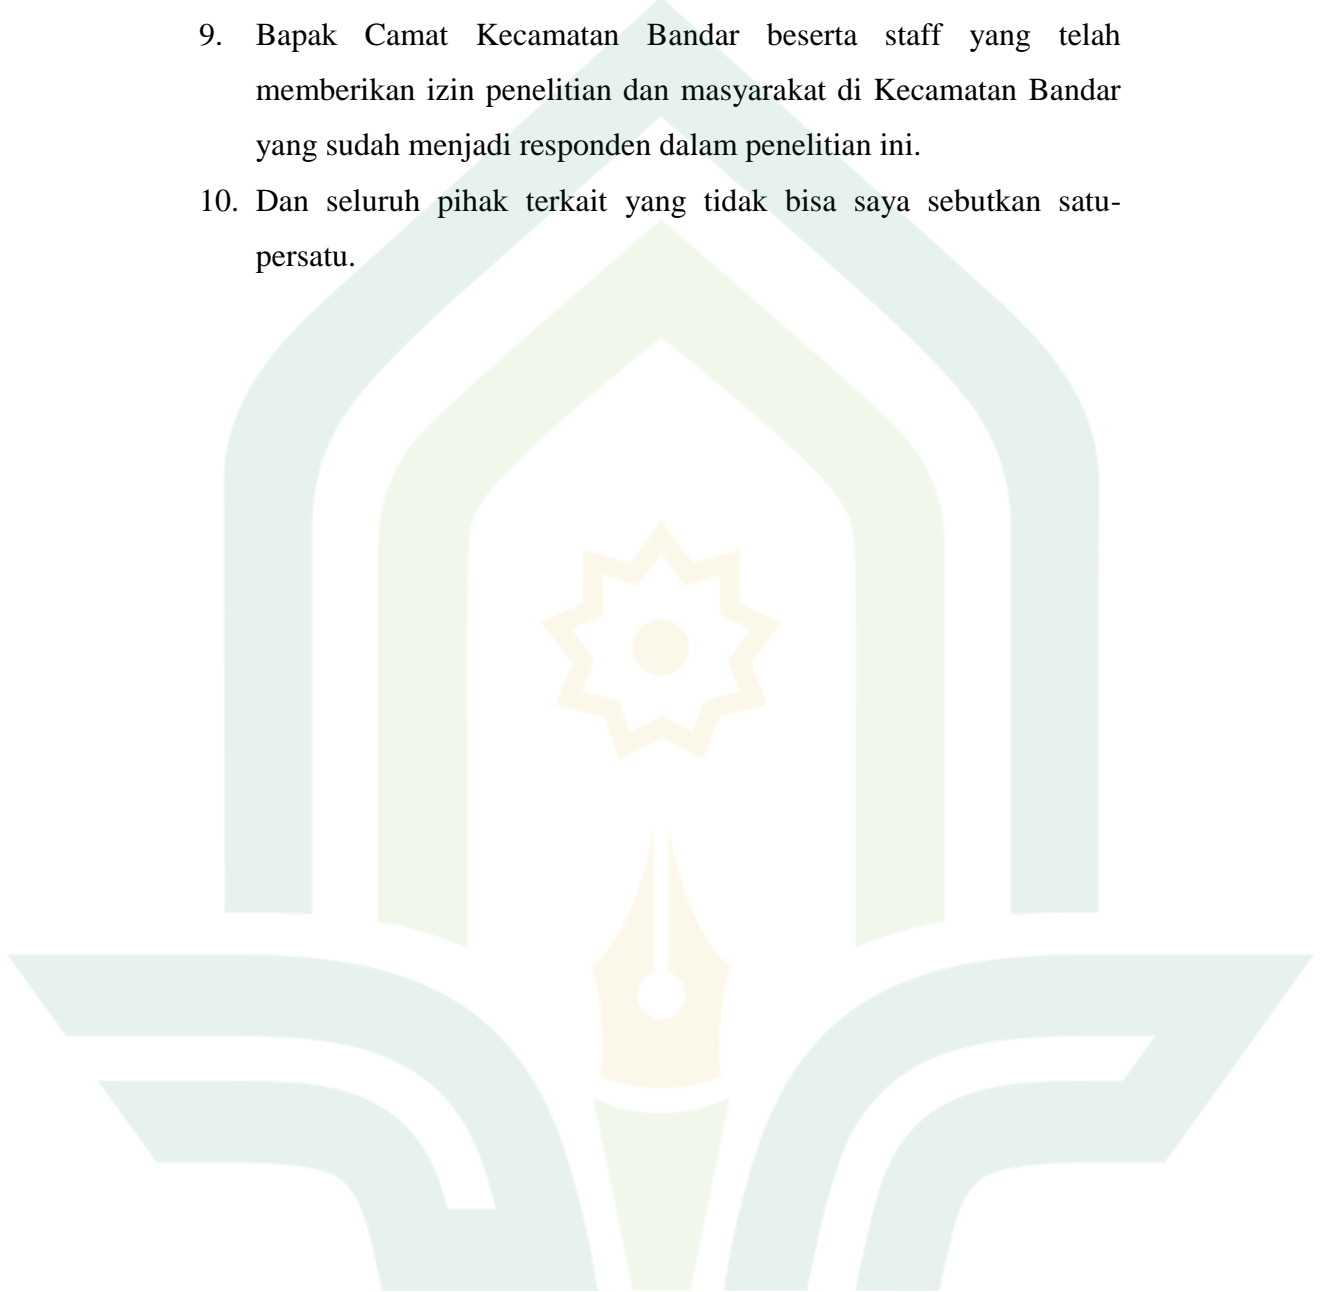 9. Bapak Camat Kecamatan Bandar beserta staff yang telah
memberikan izin penelitian dan masyarakat di Kecamatan Bandar
yang sudah menjadi responden dalam penelitian ini.
10. Dan seluruh pihak terkait yang tidak bisa saya sebutkan satu-
persatu.